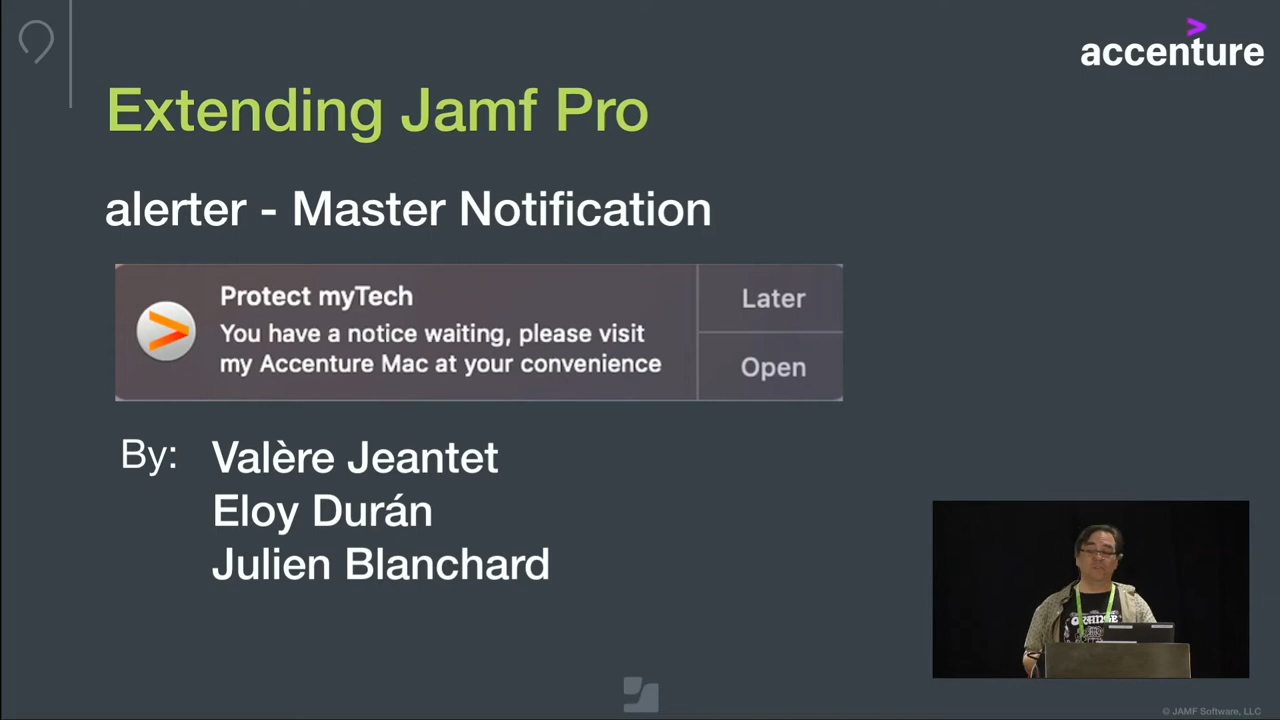 accenture
Extending Jamf Pro
alerter - Master Notification
Protect myTech
You have a notice waiting, please visit
my Accenture Mac at your convenience
Later
Open
By:
Valère Jeantet
Eloy Durán
Julien Blanchard
ORANGE
© JAMF Software, LLC